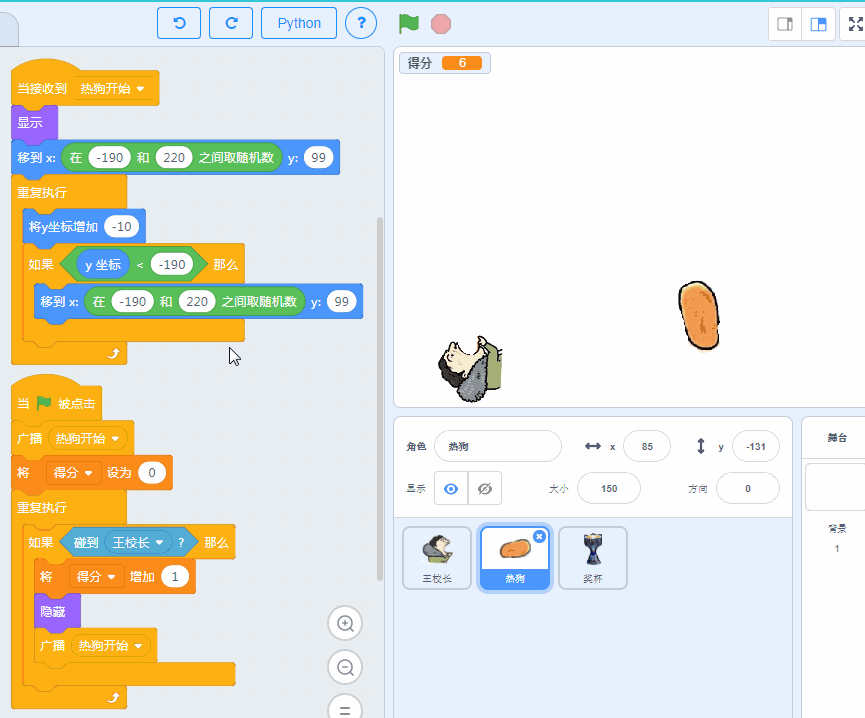 Python
?
得分 6
当接收到 热狗开始
显示
移到 x: 在 -190 和 220 之间取随机数 y: 99
重复执行
将y坐标增加 -10
如果 y 坐标 < -190 那么
移到 x: 在 -190 和 220 之间取随机数 y: 99
当 被点击
广播 热狗开始
将 得分 设为 0
重复执行
如果 碰到 王校长 ? 那么
将 得分 增加 1
隐藏
广播 热狗开始
角色 热狗 x 85 y -131
显示 大小 150 方向 0
王校长 热狗 奖杯
舞台
背景
1